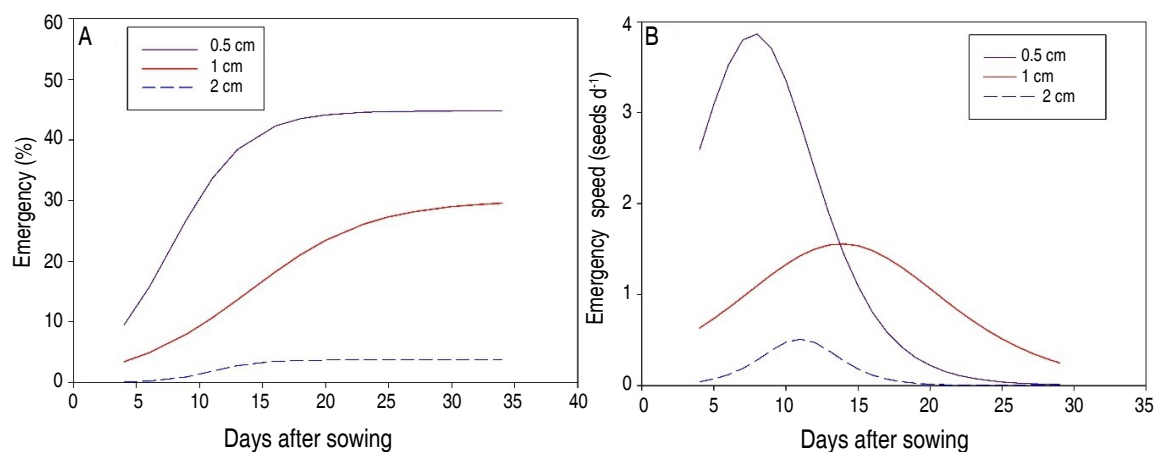 A
0.5 cm
1 cm
2 cm
Emergency (%)
60
50
40
30
20
10
0
0 5 10 15 20 25 30 35 40
Days after sowing
B
0.5 cm
1 cm
2 cm
Emergency speed (seeds d-1)
4
3
2
1
0
0 5 10 15 20 25 30 35
Days after sowing